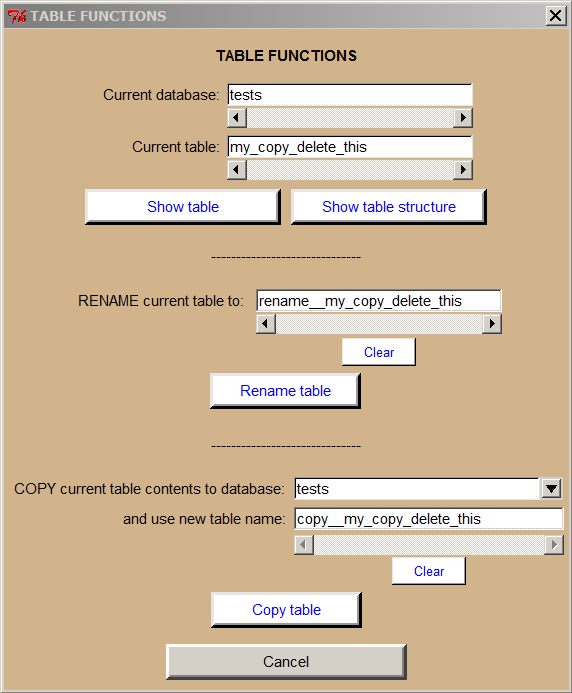 TABLE FUNCTIONS
TABLE FUNCTIONS
Current database: tests
Current table: my_copy_delete_this
Show table Show table structure
------------------------------
RENAME current table to: rename__my_copy_delete_this
Clear
Rename table
------------------------------
COPY current table contents to database: tests
and use new table name: copy__my_copy_delete_this
Clear
Copy table
Cancel